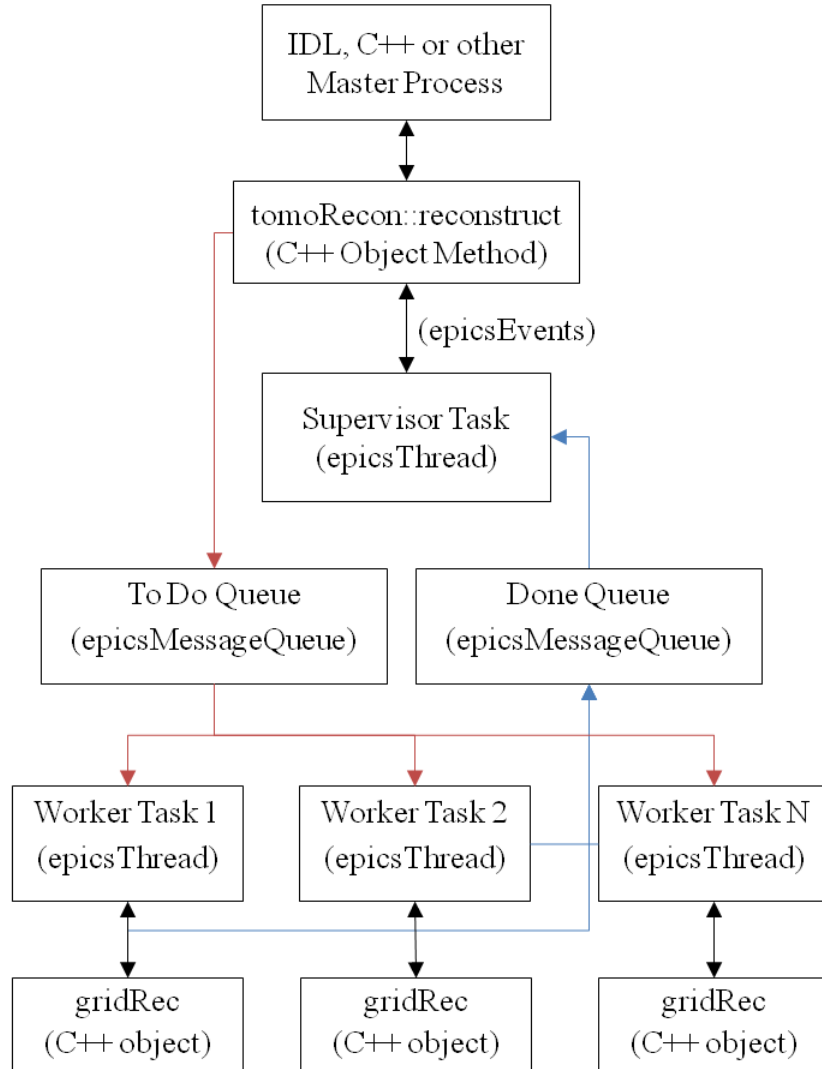 IDL, C++ or other
Master Process
tomoRecon::reconstruct
(C++ Object Method)
(epicsEvents)
Supervisor Task
(epicsThread)
To Do Queue
(epicsMessageQueue)
Done Queue
(epicsMessageQueue)
Worker Task 1
(epicsThread)
Worker Task 2
(epicsThread)
Worker Task N
(epicsThread)
gridRec
(C++ object)
gridRec
(C++ object)
gridRec
(C++ object)